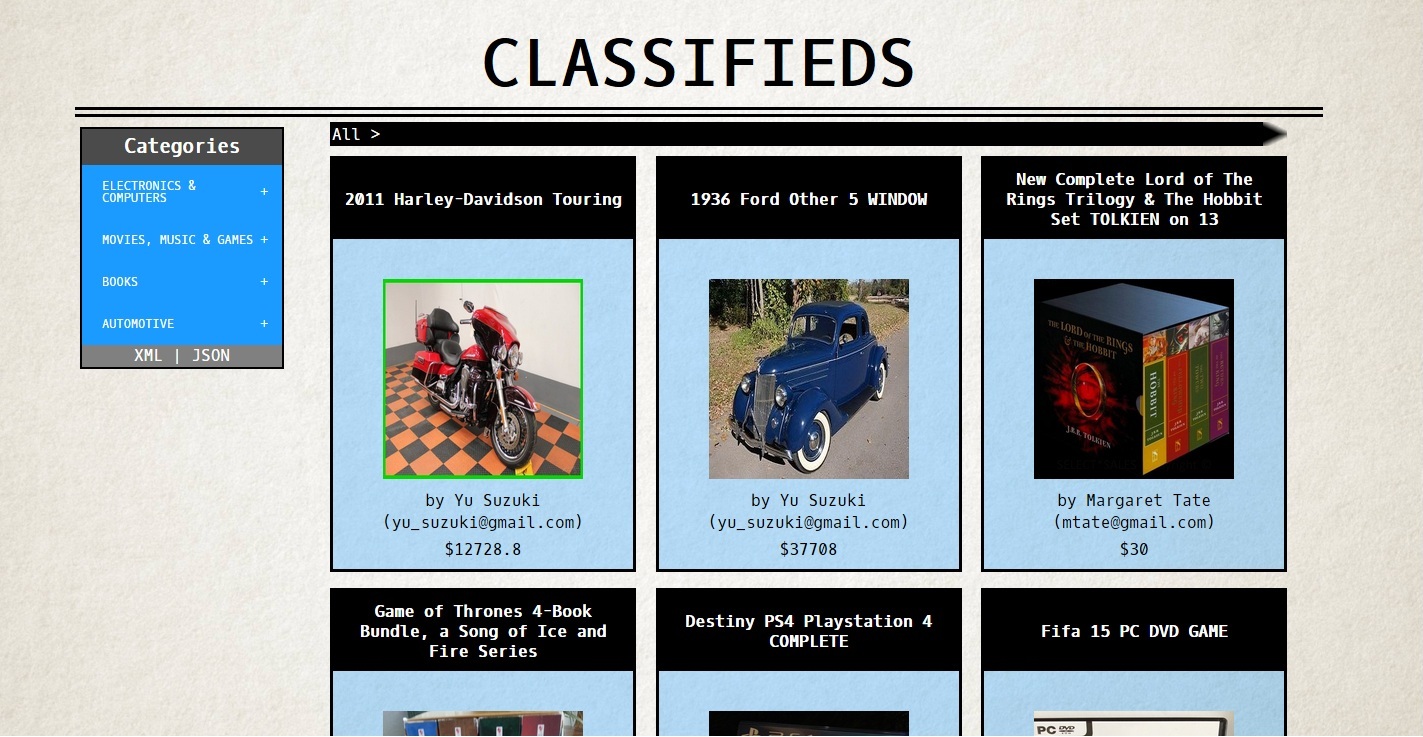 CLASSIFIEDS
Categories
ELECTRONICS &
COMPUTERS +
MOVIES, MUSIC & GAMES +
BOOKS +
AUTOMOTIVE +
XML | JSON
All >
2011 Harley-Davidson Touring
by Yu Suzuki
(yu_suzuki@gmail.com)
$12728.8
1936 Ford Other 5 WINDOW
by Yu Suzuki
(yu_suzuki@gmail.com)
$37708
New Complete Lord of The
Rings Trilogy & The Hobbit
Set TOLKIEN on 13
THE LORD OF THE RINGS
& THE HOBBIT
J.R.R. TOLKIEN
HOBBIT
by Margaret Tate
(mtate@gmail.com)
$30
Game of Thrones 4-Book
Bundle, a Song of Ice and
Fire Series
Destiny PS4 Playstation 4
COMPLETE
Fifa 15 PC DVD GAME
PC DVD